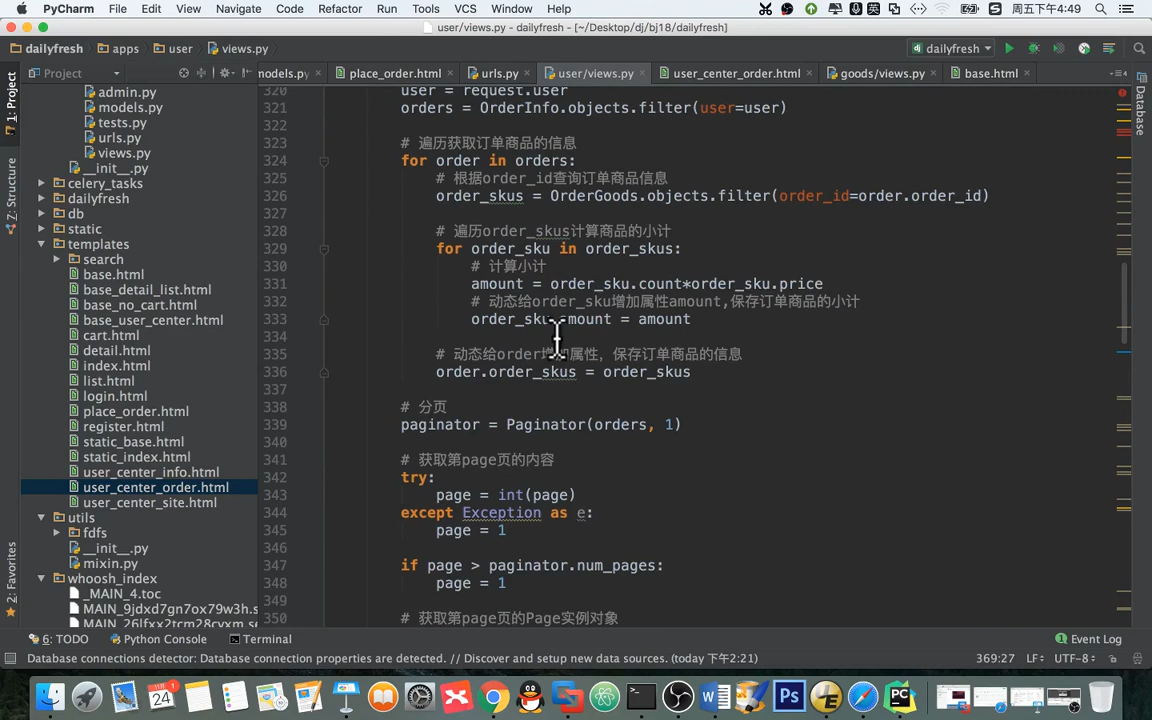 PyCharm File Edit View Navigate Code Refactor Run Tools VCS Window Help 英 周五下午4:49
user/views.py - dailyfresh - [~/Desktop/dj/bj18/dailyfresh]
dailyfresh apps user views.py dailyfresh
Project models.py place_order.html urls.py user/views.py user_center_order.html goods/views.py base.html
1: Project
Z: Structure
2: Favorites
Database
admin.py
models.py
tests.py
urls.py
views.py
__init__.py
celery_tasks
dailyfresh
db
static
templates
search
base.html
base_detail_list.html
base_no_cart.html
base_user_center.html
cart.html
detail.html
index.html
list.html
login.html
place_order.html
register.html
static_base.html
static_index.html
user_center_info.html
user_center_order.html
user_center_site.html
utils
fdfs
__init__.py
mixin.py
whoosh_index
_MAIN_4.toc
MAIN_9jdxd7gn7ox79w3h.s
320 user = request.user
321 orders = OrderInfo.objects.filter(user=user)
322
323 # 遍历获取订单商品的信息
324 for order in orders:
325 # 根据order_id查询订单商品信息
326 order_skus = OrderGoods.objects.filter(order_id=order.order_id)
327
328 # 遍历order_skus计算商品的小计
329 for order_sku in order_skus:
330 # 计算小计
331 amount = order_sku.count*order_sku.price
332 # 动态给order_sku增加属性amount,保存订单商品的小计
333 order_sku.amount = amount
334
335 # 动态给order增加属性，保存订单商品的信息
336 order.order_skus = order_skus
337
338 # 分页
339 paginator = Paginator(orders, 1)
340
341 # 获取第page页的内容
342 try:
343 page = int(page)
344 except Exception as e:
345 page = 1
346
347 if page > paginator.num_pages:
348 page = 1
349
350 # 获取第page页的Page实例对象
6: TODO Python Console Terminal 1 Event Log
Database connections detector: Database connection properties are detected. // Discover and setup new data sources. (today 下午2:21) 369:27 LF UTF-8